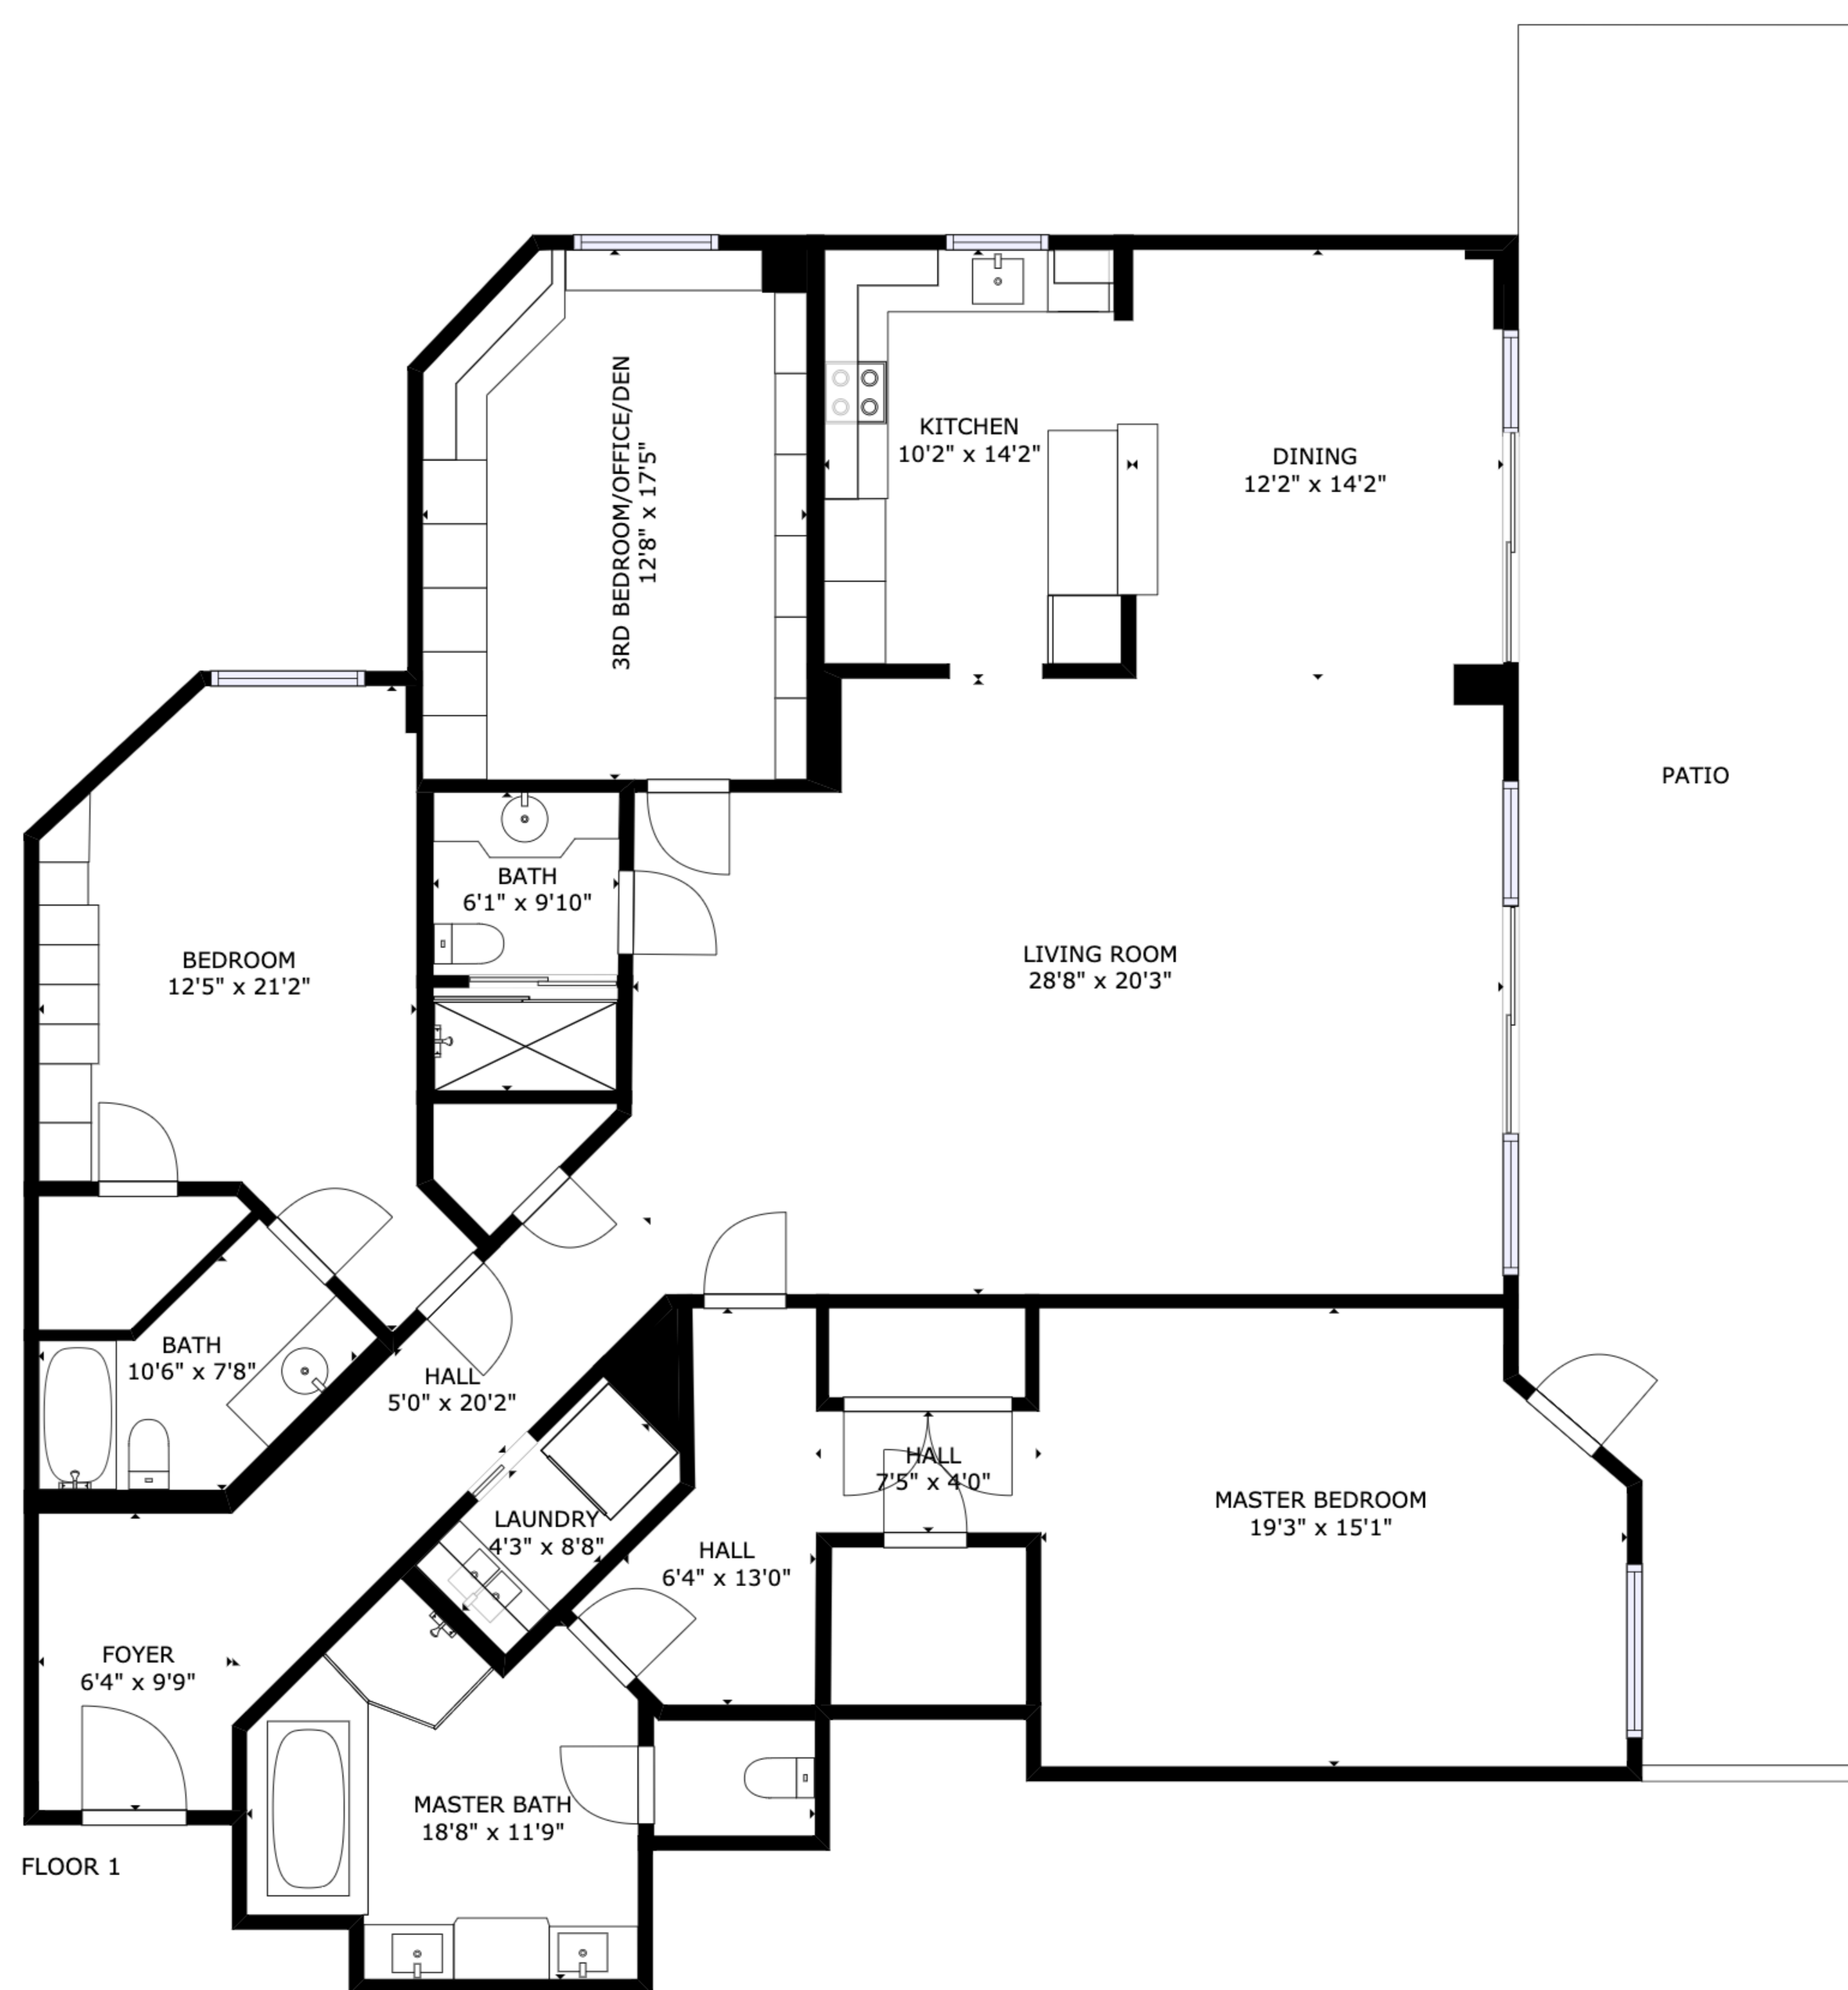 3RD BEDROOM/OFFICE/DEN
12'8" x 17'5"
KITCHEN
10'2" x 14'2"
DINING
12'2" x 14'2"
PATIO
BATH
6'1" x 9'10"
BEDROOM
12'5" x 21'2"
LIVING ROOM
28'8" x 20'3"
BATH
10'6" x 7'8"
HALL
5'0" x 20'2"
HALL
7'5" x 4'0"
LAUNDRY
4'3" x 8'8"
HALL
6'4" x 13'0"
MASTER BEDROOM
19'3" x 15'1"
FOYER
6'4" x 9'9"
MASTER BATH
18'8" x 11'9"
FLOOR 1